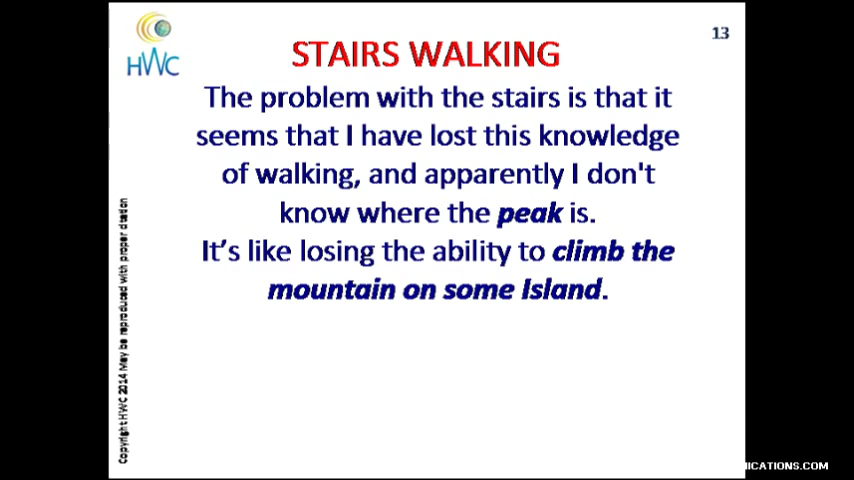 HWC
13
STAIRS WALKING
The problem with the stairs is that it
seems that I have lost this knowledge
of walking, and apparently I don't
know where the peak is.
It's like losing the ability to climb the
mountain on some Island.
Copyright HWC 2014 May be reproduced with proper citation
ICATIONS.COM